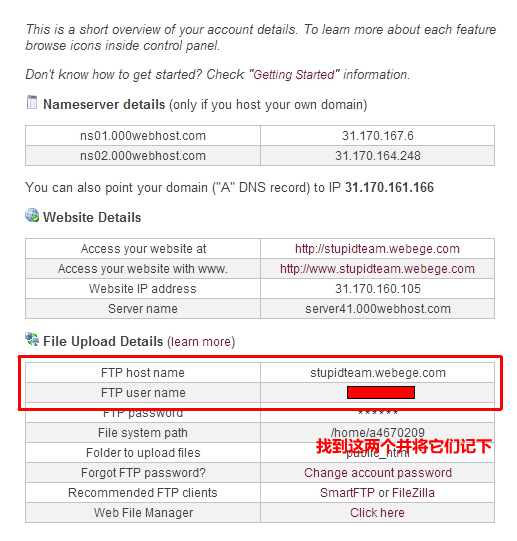 This is a short overview of your account details. To learn more about each feature
browse icons inside control panel.
Don't know how to get started? Check "Getting Started" information.
Nameserver details (only if you host your own domain)
ns01.000webhost.com 31.170.167.6
ns02.000webhost.com 31.170.164.248
You can also point your domain ("A" DNS record) to IP 31.170.161.166
Website Details
Access your website at http://stupidteam.webege.com
Access your website with www. http://www.stupidteam.webege.com
Website IP address 31.170.160.105
Server name server41.000webhost.com
File Upload Details (learn more)
FTP host name stupidteam.webege.com
FTP user name
FTP password ******
File system path /home/a4670209
找到这两个并将它们记下
Folder to upload files public_html
Forgot FTP password? Change account password
Recommended FTP clients SmartFTP or FileZilla
Web File Manager Click here